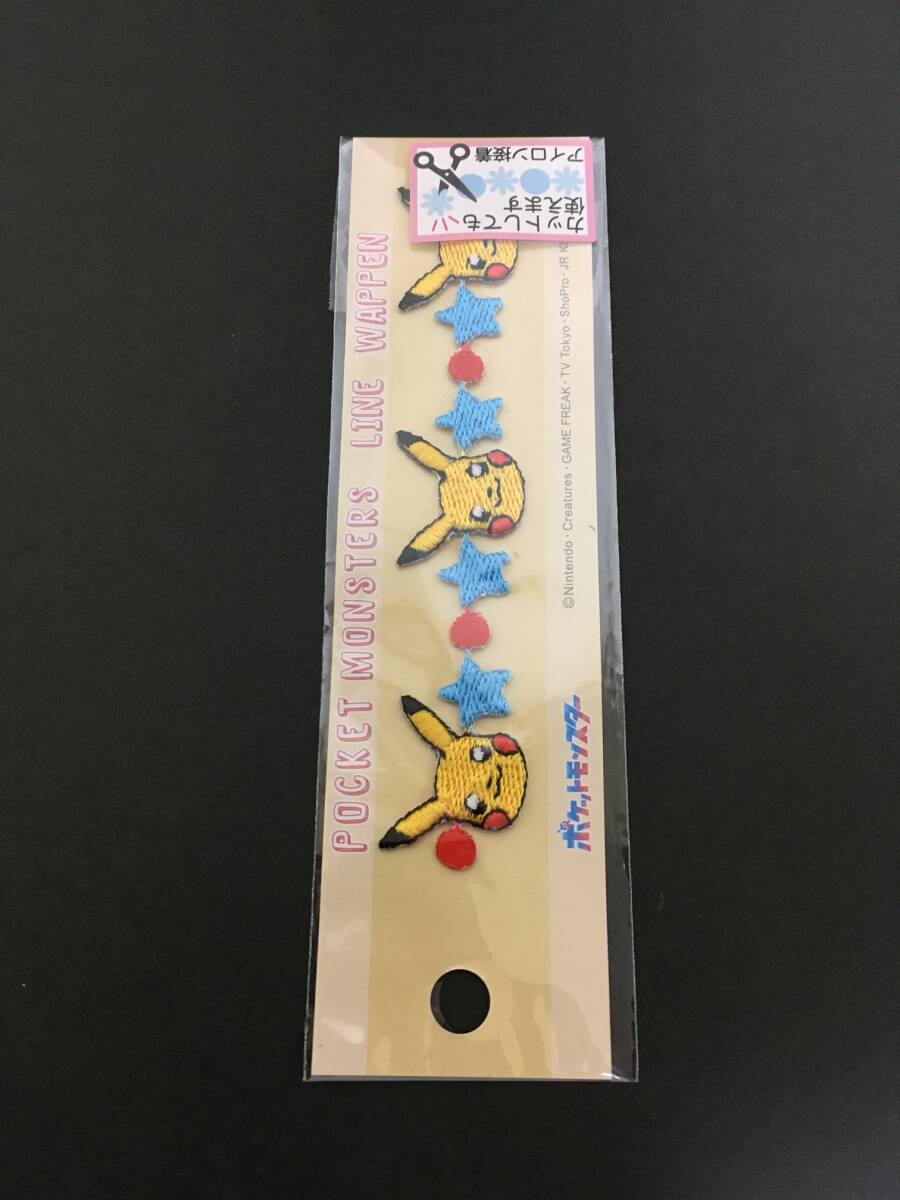 POCKET MONSTERS LINE WAPPEN
カットしても
使えます
アイロン接着
©Nintendo・Creatures・GAME FREAK・TV Tokyo・ShoPro・JR
ポケットモンスター